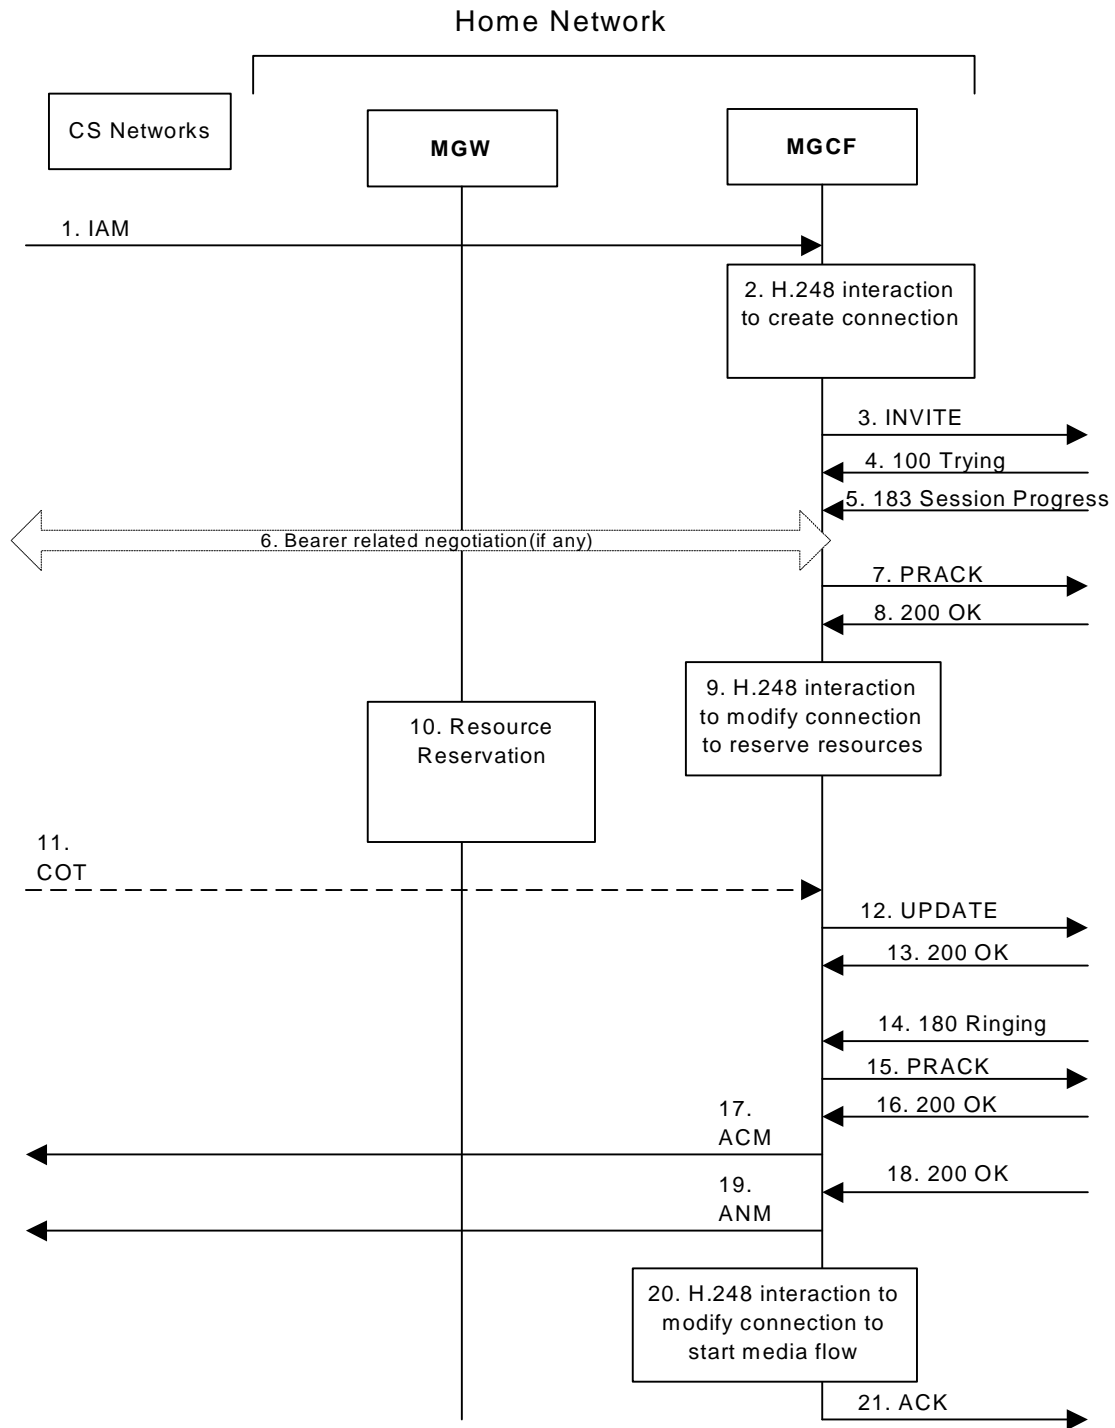 Home Network
CS Networks
MGW
MGCF
1. IAM
2. H.248 interaction
to create connection
3. INVITE
4. 100 Trying
5. 183 Session Progress
6. Bearer related negotiation(if any)
7. PRACK
8. 200 OK
9. H.248 interaction
to modify connection
to reserve resources
10. Resource
Reservation
11.
COT
12. UPDATE
13. 200 OK
14. 180 Ringing
15. PRACK
16. 200 OK
17.
ACM
18. 200 OK
19.
ANM
20. H.248 interaction to
modify connection to
start media flow
21. ACK